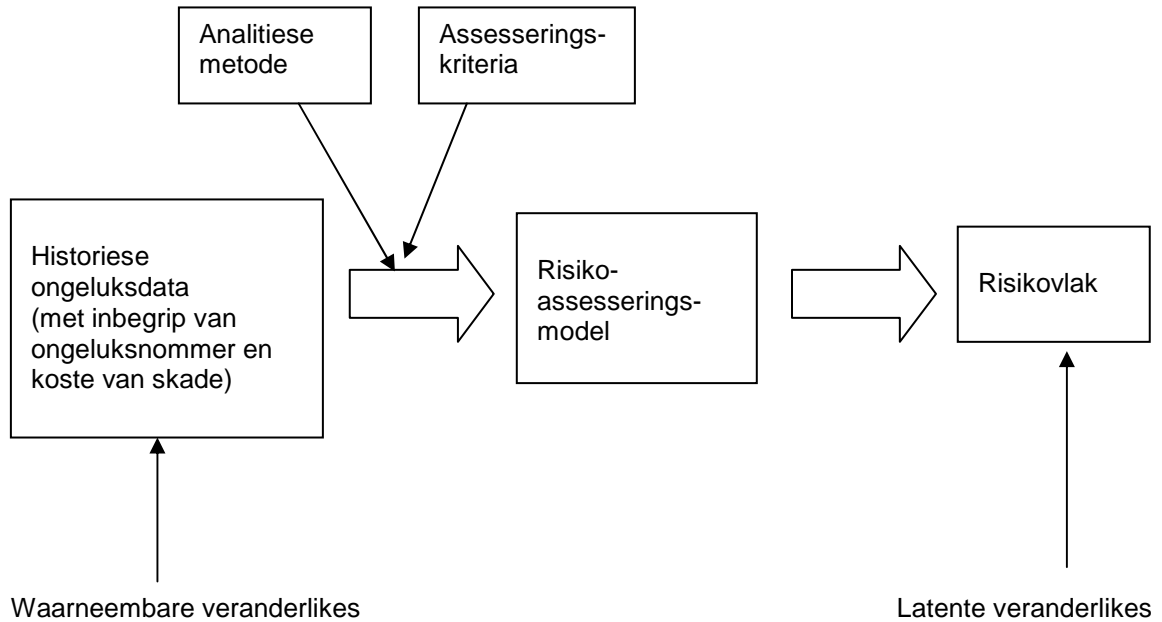 Analitiese
metode
Assesserings-
kriteria
Historiese
ongeluksdata
(met inbegrip van
ongeluksnommer en
koste van skade)
Risiko-
assesserings-
model
Risikovlak
Waarneembare veranderlikes
Latente veranderlikes